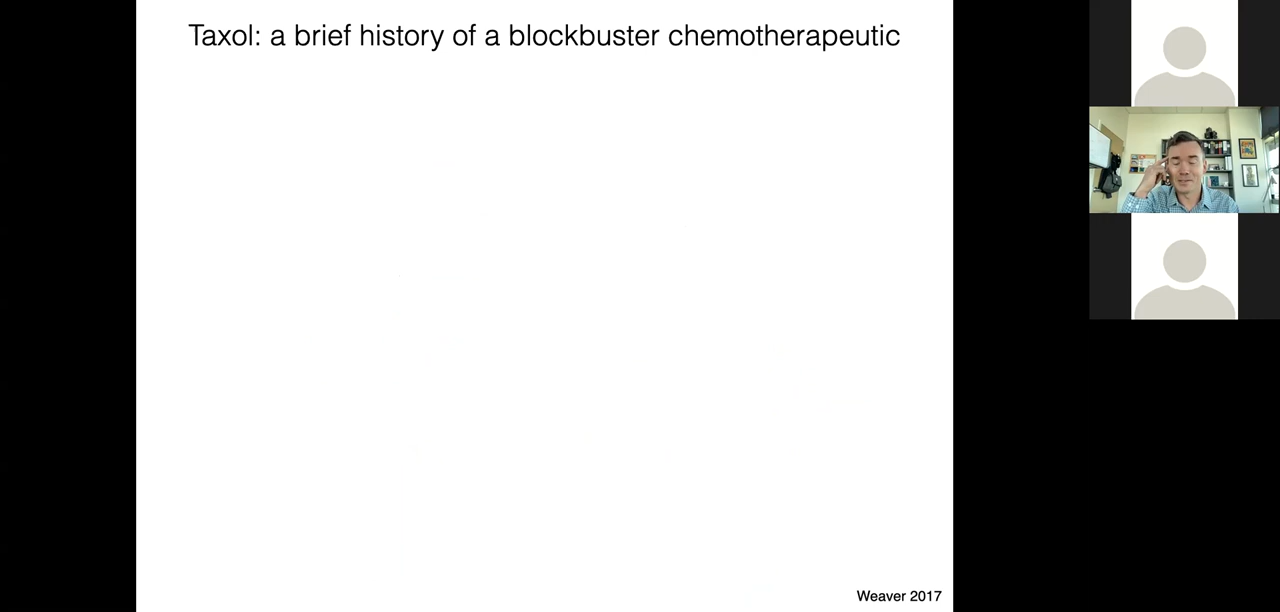 Taxol: a brief history of a blockbuster chemotherapeutic
Weaver 2017